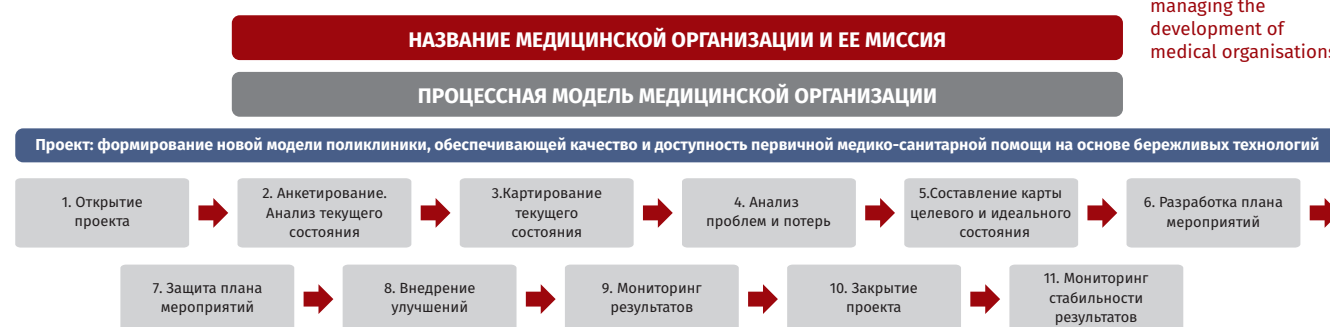 managing the
development of
medical organisations
НАЗВАНИЕ МЕДИЦИНСКОЙ ОРГАНИЗАЦИИ И ЕЕ МИССИЯ
ПРОЦЕССНАЯ МОДЕЛЬ МЕДИЦИНСКОЙ ОРГАНИЗАЦИИ
Проект: формирование новой модели поликлиники, обеспечивающей качество и доступность первичной медико-санитарной помощи на основе бережливых технологий
1. Открытие
проекта
2. Анкетирование.
Анализ текущего
состояния
3.Картирование
текущего
состояния
4. Анализ
проблем и потерь
5.Составление карты
целевого и идеального
состояния
6. Разработка плана
мероприятий
7. Защита плана
мероприятий
8. Внедрение
улучшений
9. Мониторинг
результатов
10. Закрытие
проекта
11. Мониторинг
стабильности
результатов